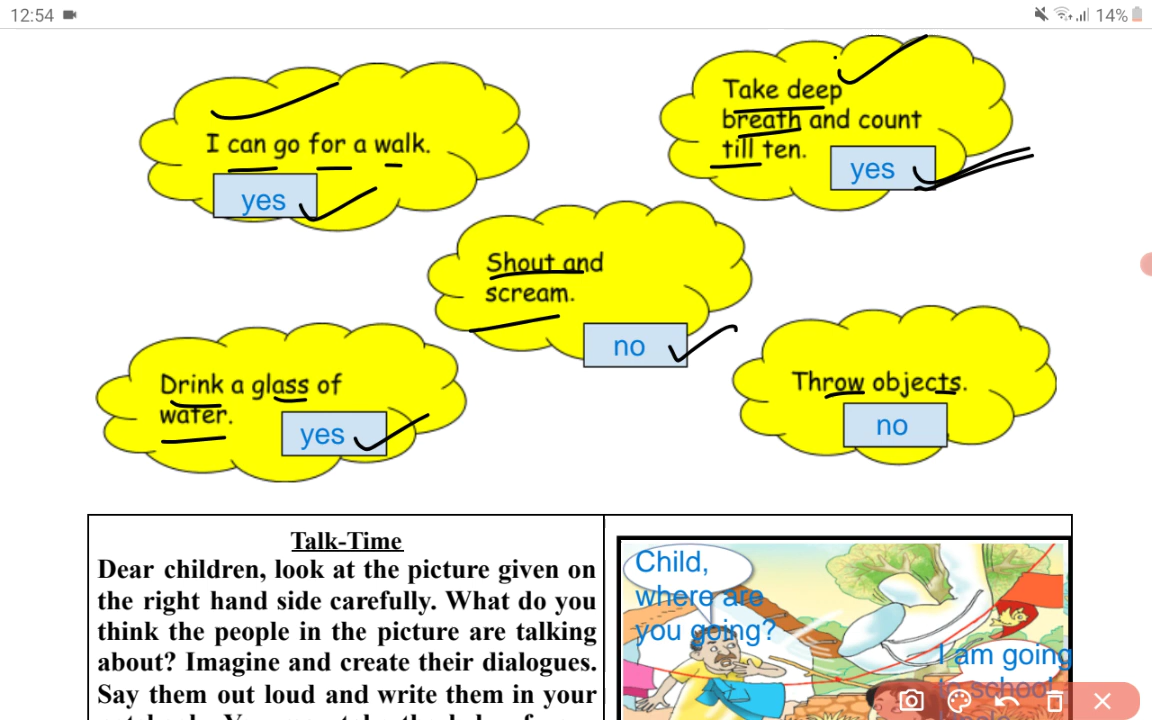 12:54
14%
I can go for a walk.
yes
Take deep
breath and count
till ten.
yes
Shout and
scream.
no
Drink a glass of
water.
yes
Throw objects.
no
Talk-Time
Dear children, look at the picture given on
the right hand side carefully. What do you
think the people in the picture are talking
about? Imagine and create their dialogues.
Say them out loud and write them in your
Child,
where are
you going?
I am going
to school